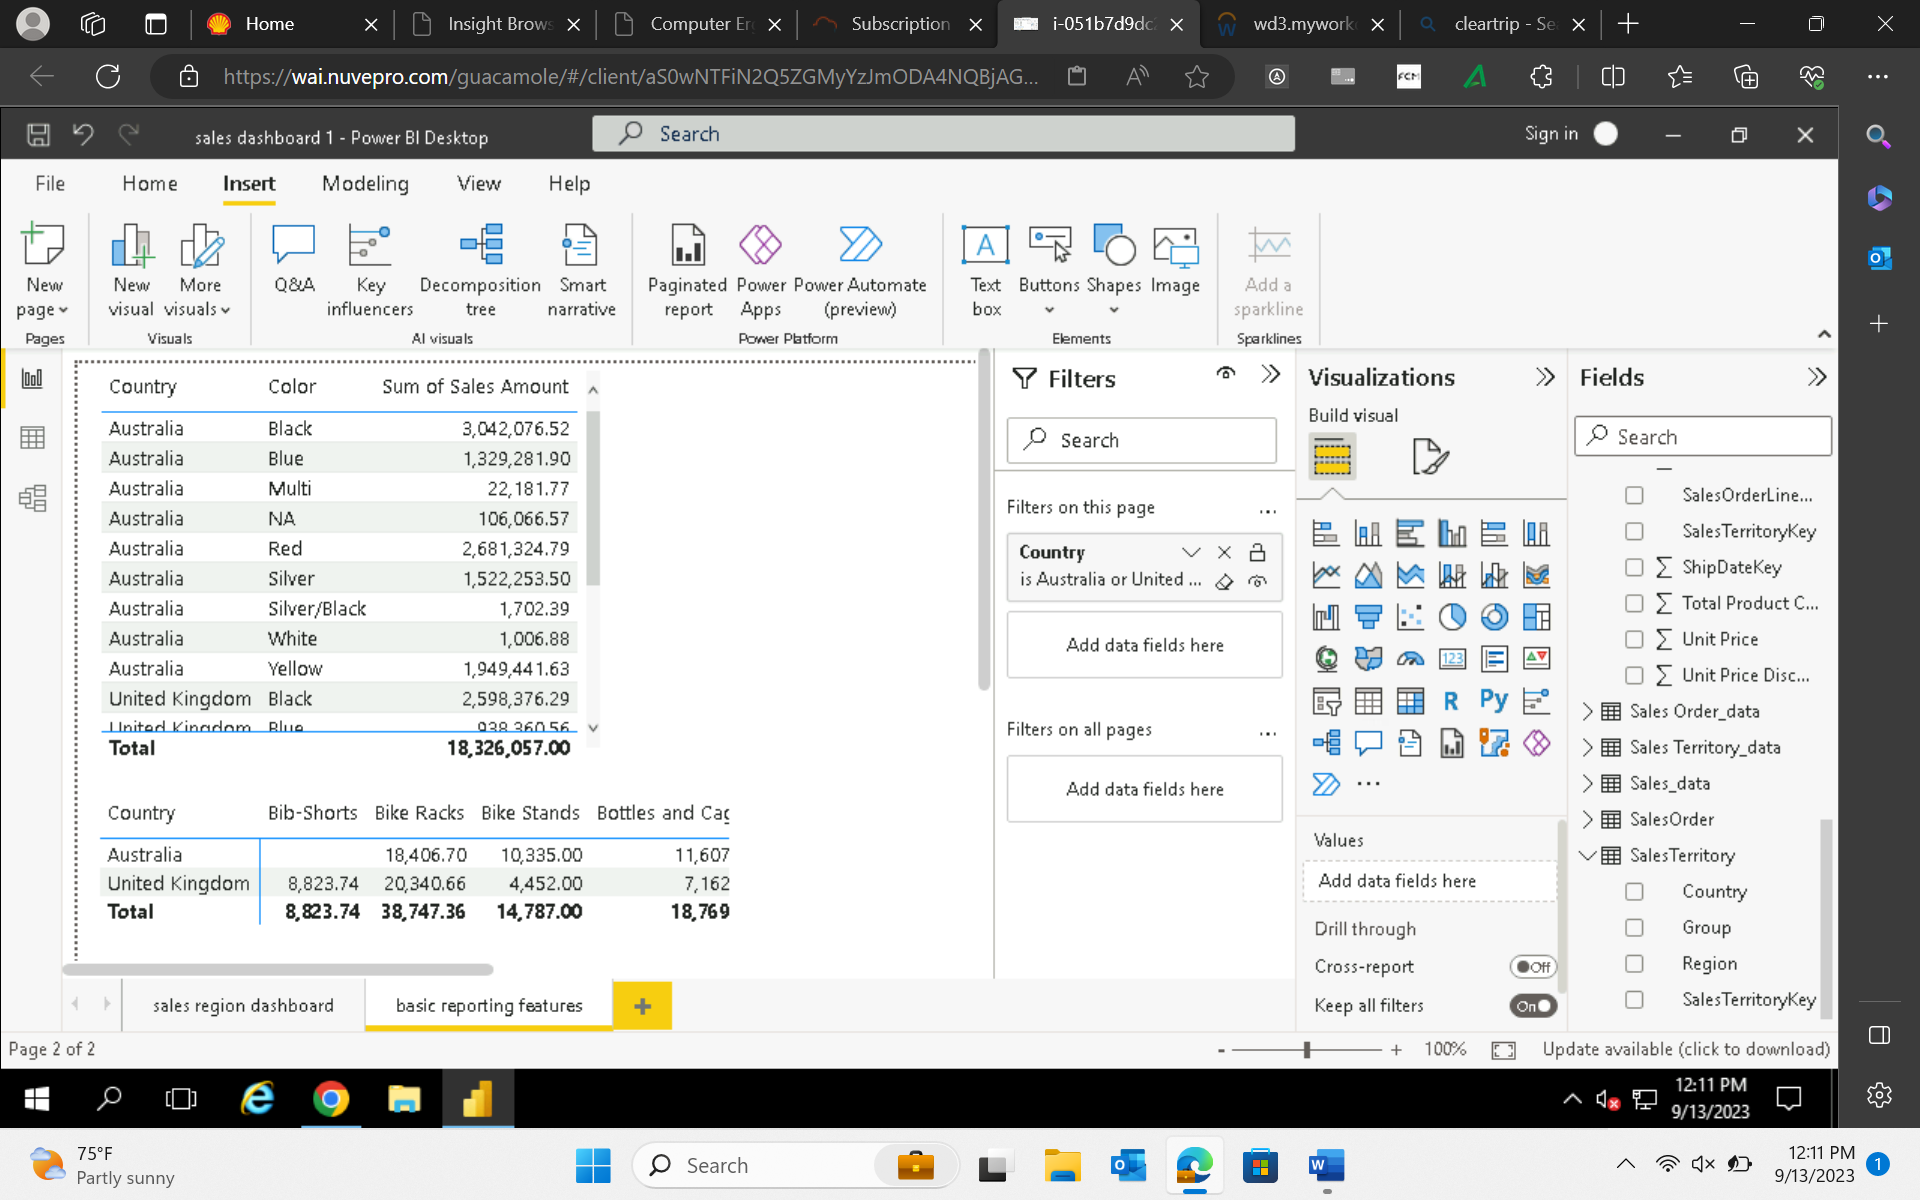 Home
Insight Brows
Computer En
Subscription
i-051b7d9dc
wd3.mywork
cleartrip - Se
https://wai.nuvepro.com/guacamole/#/client/aS0wNTFiN2Q5ZGMyYzJmODA4NQBjAG...
sales dashboard 1 - Power BI Desktop
Search
Sign in
File Home Insert Modeling View Help
New page
New visual
More visuals
Q&A
Key influencers
Decomposition tree
Smart narrative
Paginated report
Power Apps
Power Automate (preview)
Text box
Buttons
Shapes
Image
Add a sparkline
Pages
Visuals
AI visuals
Power Platform
Elements
Sparklines
Country Color Sum of Sales Amount
Australia Black 3,042,076.52
Australia Blue 1,329,281.90
Australia Multi 22,181.77
Australia NA 106,066.57
Australia Red 2,681,324.79
Australia Silver 1,522,253.50
Australia Silver/Black 1,702.39
Australia White 1,006.88
Australia Yellow 1,949,441.63
United Kingdom Black 2,598,376.29
United Kingdom Blue 938,360.56
Total 18,326,057.00
Country Bib-Shorts Bike Racks Bike Stands Bottles and Cag
Australia 18,406.70 10,335.00 11,607
United Kingdom 8,823.74 20,340.66 4,452.00 7,162
Total 8,823.74 38,747.36 14,787.00 18,769
Filters
Search
Filters on this page ...
Country
is Australia or United ...
Add data fields here
Filters on all pages ...
Add data fields here
Visualizations
Build visual
123
R
Py
...
Values
Add data fields here
Drill through
Cross-report Off
Keep all filters On
Fields
Search
SalesOrderLine...
SalesTerritoryKey
∑ ShipDateKey
∑ Total Product C...
∑ Unit Price
∑ Unit Price Disc...
Sales Order_data
Sales Territory_data
Sales_data
SalesOrder
SalesTerritory
Country
Group
Region
SalesTerritoryKey
sales region dashboard
basic reporting features
+
Page 2 of 2
- + 100%
Update available (click to download)
12:11 PM
9/13/2023
75°F
Partly sunny
Search
12:11 PM
9/13/2023
1